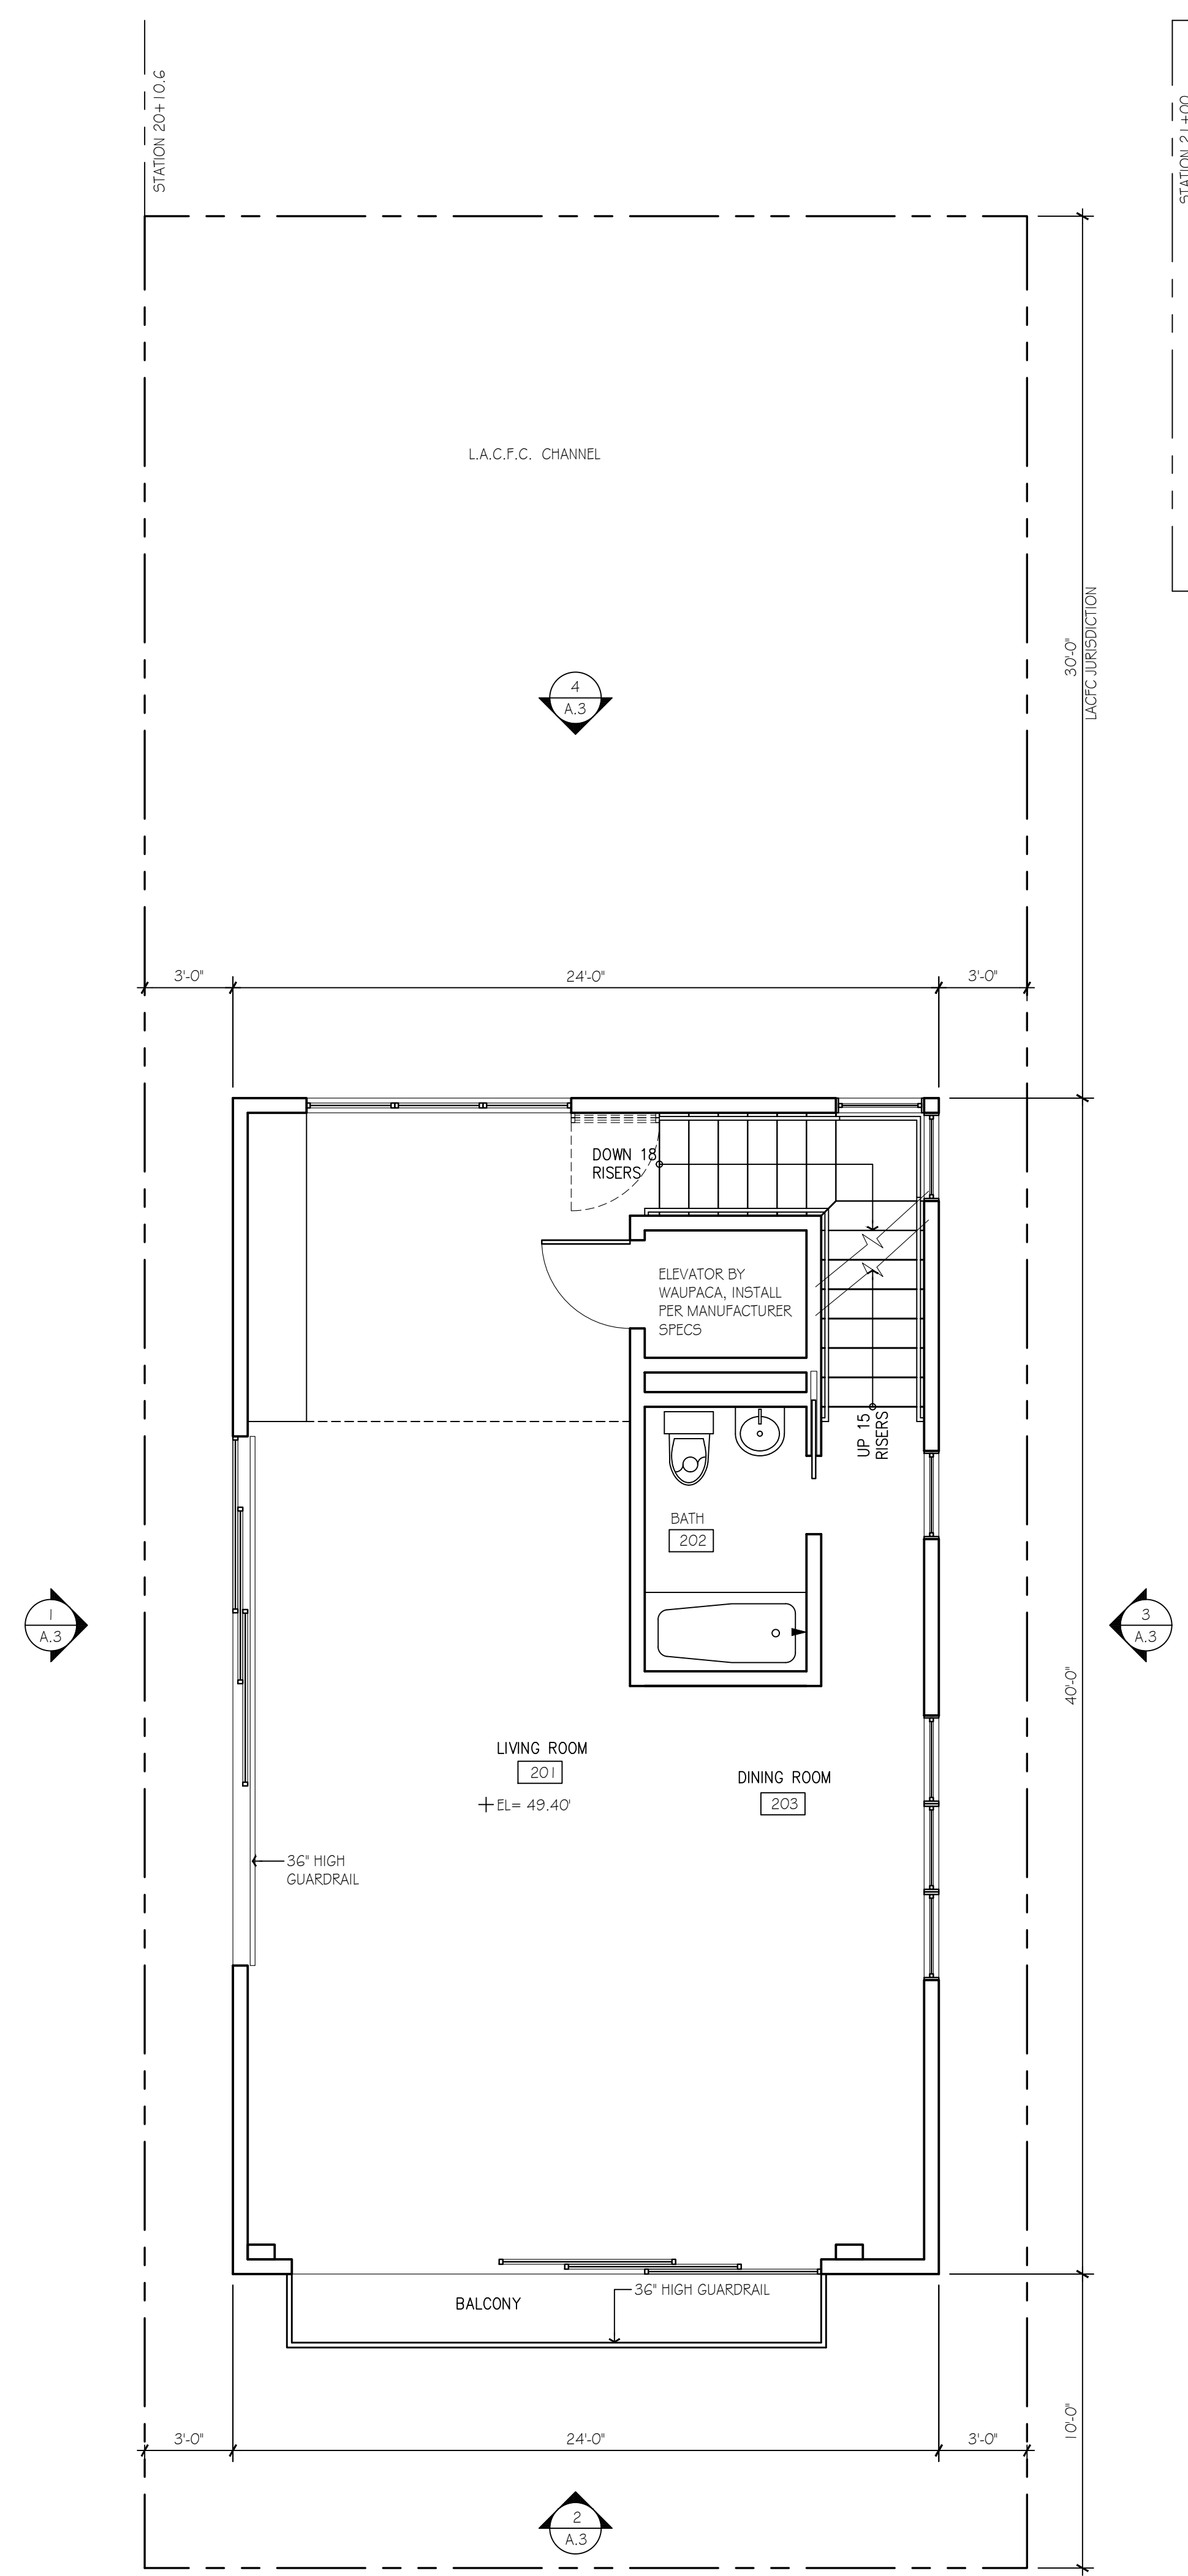 STATION 20+10.6
STATION 21+00
L.A.C.F.C. CHANNEL
30'-0"
LACFC JURISDICTION
4
A.3
3'-0"
24'-0"
3'-0"
DOWN 18
RISERS
ELEVATOR BY
WAUPACA, INSTALL
PER MANUFACTURER
SPECS
UP 15
RISERS
BATH
202
1
A.3
3
A.3
40'-0"
LIVING ROOM
201
EL= 49.40'
DINING ROOM
203
36" HIGH
GUARDRAIL
36" HIGH GUARDRAIL
BALCONY
3'-0"
24'-0"
3'-0"
10'-0"
2
A.3